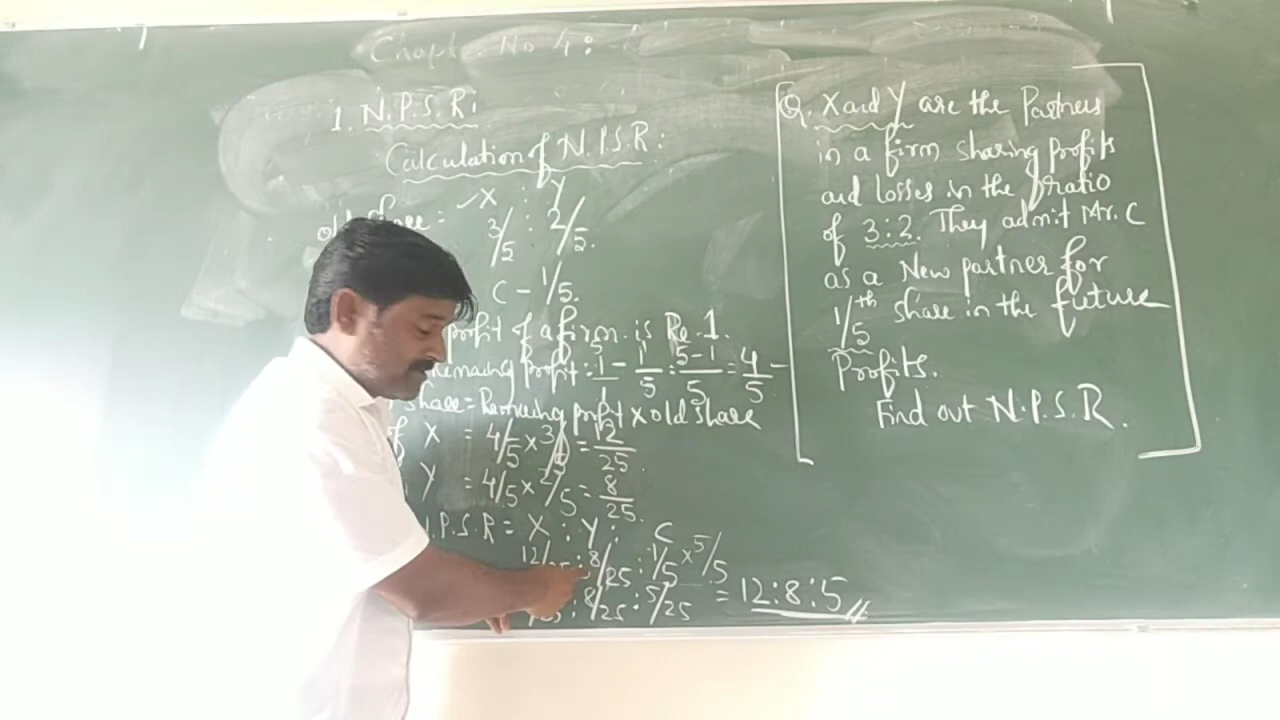 Chapter No 4:
1. N.P.S.R:
Calculation of N.P.S.R:
X : Y
3/5 : 2/5.
C - 1/5.
profit of a firm is Re.1.
profit = 1/1 - 1/5 = 5-1/5 = 4/5
share = profit x old share
X = 4/5 x 3/5 = 12/25.
Y = 4/5 x 2/5 = 8/25.
.P.S.R = X : Y : C
12/ : 8/25 : 1/5 x 5/5
: 8/25 : 5/25 = 12:8:5
Q. X and Y are the Partners
in a firm sharing profits
and losses in the ratio
of 3:2. They admit Mr. C
as a New partner for
1/5th share in the future
Profits.
Find out N.P.S.R.